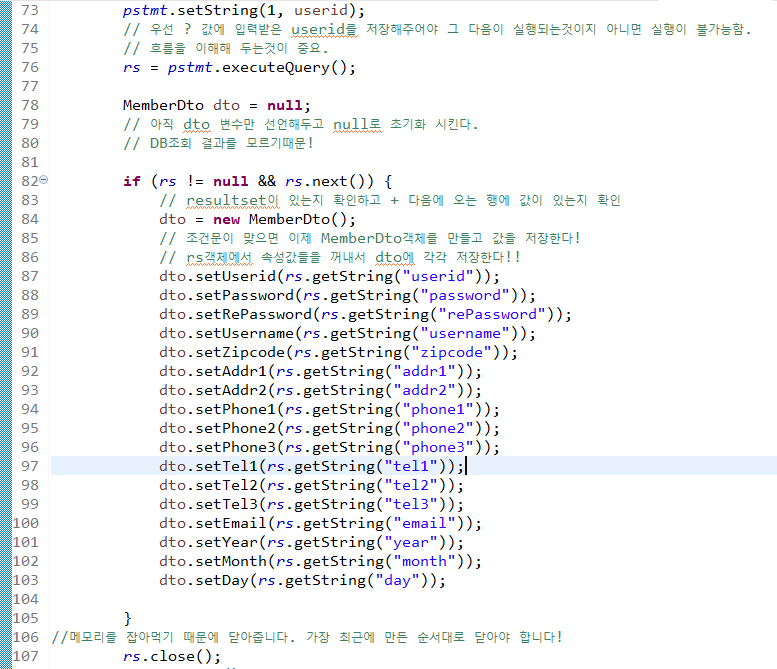 73 pstmt.setString(1, userid);
74 // 우선 ? 값에 입력받은 userid를 저장해주어야 그 다음이 실행되는것이지 아니면 실행이 불가능함.
75 // 흐름을 이해해 두는것이 중요.
76 rs = pstmt.executeQuery();
77
78 MemberDto dto = null;
79 // 아직 dto 변수만 선언해두고 null로 초기화 시킨다.
80 // DB조회 결과를 모르기때문!
81
82 if (rs != null && rs.next()) {
83 // resultset이 있는지 확인하고 + 다음에 오는 행에 값이 있는지 확인
84 dto = new MemberDto();
85 // 조건문이 맞으면 이제 MemberDto객체를 만들고 값을 저장한다!
86 // rs객체에서 속성값들을 꺼내서 dto에 각각 저장한다!!
87 dto.setUserid(rs.getString("userid"));
88 dto.setPassword(rs.getString("password"));
89 dto.setRePassword(rs.getString("rePassword"));
90 dto.setUsername(rs.getString("username"));
91 dto.setZipcode(rs.getString("zipcode"));
92 dto.setAddr1(rs.getString("addr1"));
93 dto.setAddr2(rs.getString("addr2"));
94 dto.setPhone1(rs.getString("phone1"));
95 dto.setPhone2(rs.getString("phone2"));
96 dto.setPhone3(rs.getString("phone3"));
97 dto.setTel1(rs.getString("tel1"));
98 dto.setTel2(rs.getString("tel2"));
99 dto.setTel3(rs.getString("tel3"));
100 dto.setEmail(rs.getString("email"));
101 dto.setYear(rs.getString("year"));
102 dto.setMonth(rs.getString("month"));
103 dto.setDay(rs.getString("day"));
104
105 }
106 //메모리를 잡아먹기 때문에 닫아줍니다. 가장 최근에 만든 순서대로 닫아야 합니다!
107 rs.close();